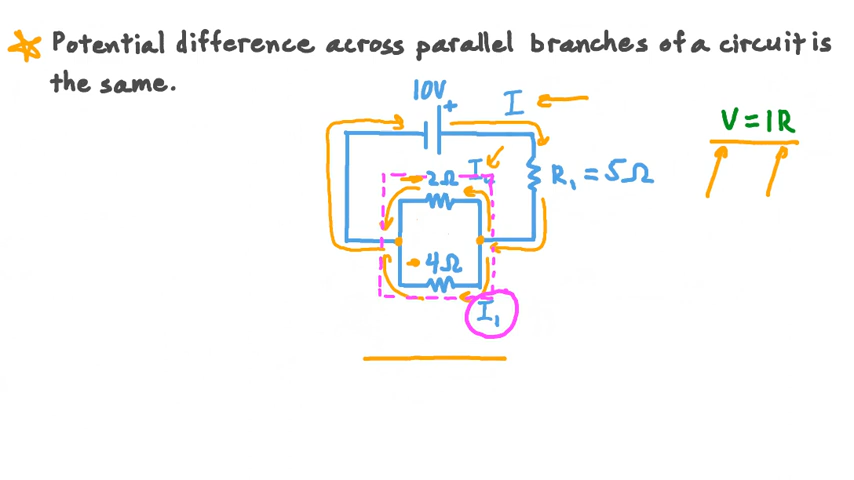 Potential difference across parallel branches of a circuit is
the same.
10V
+
I
V = IR
I
2Ω
R₁ = 5Ω
4Ω
I₁